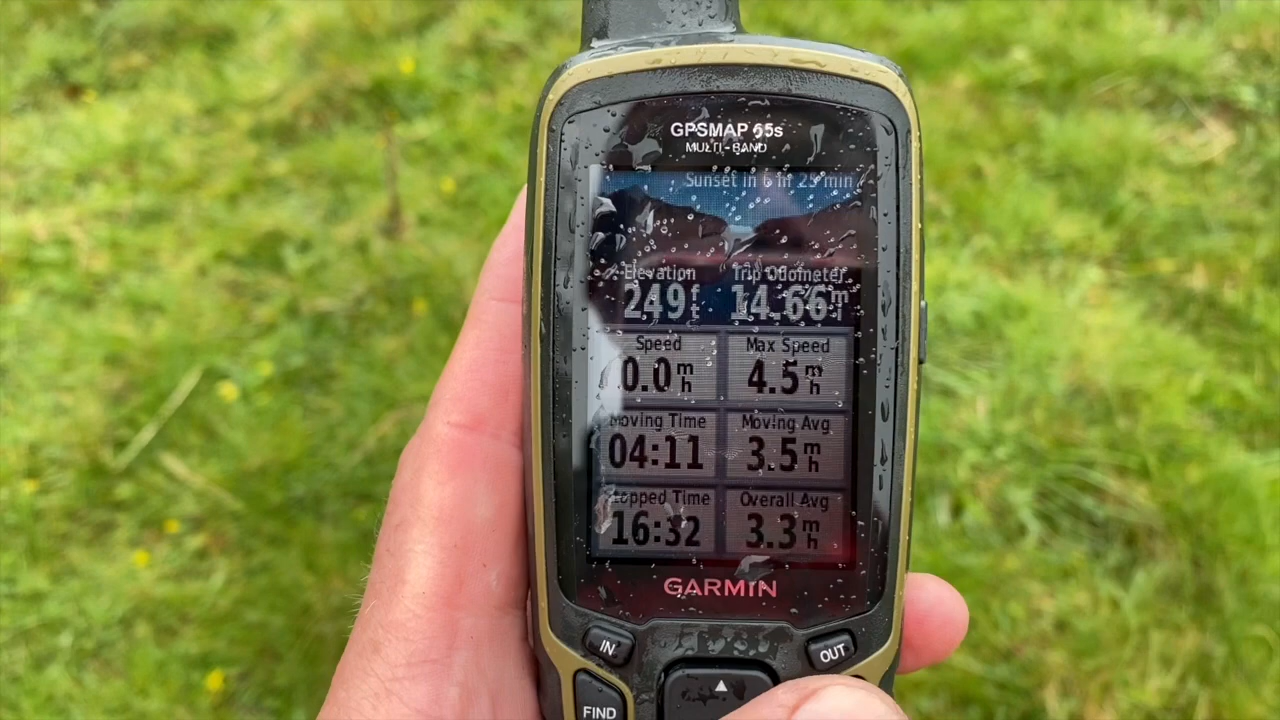 GPSMAP 65s
MULTI-BAND
Sunset in 6 hr 25 min
Elevation Trip Odometer
249 ft 14.66 mi
Speed Max Speed
0.0 mh 4.5 mh
Moving Time Moving Avg
04:11 3.5 mh
Stopped Time Overall Avg
16:32 3.3 mh
GARMIN
IN OUT
FIND